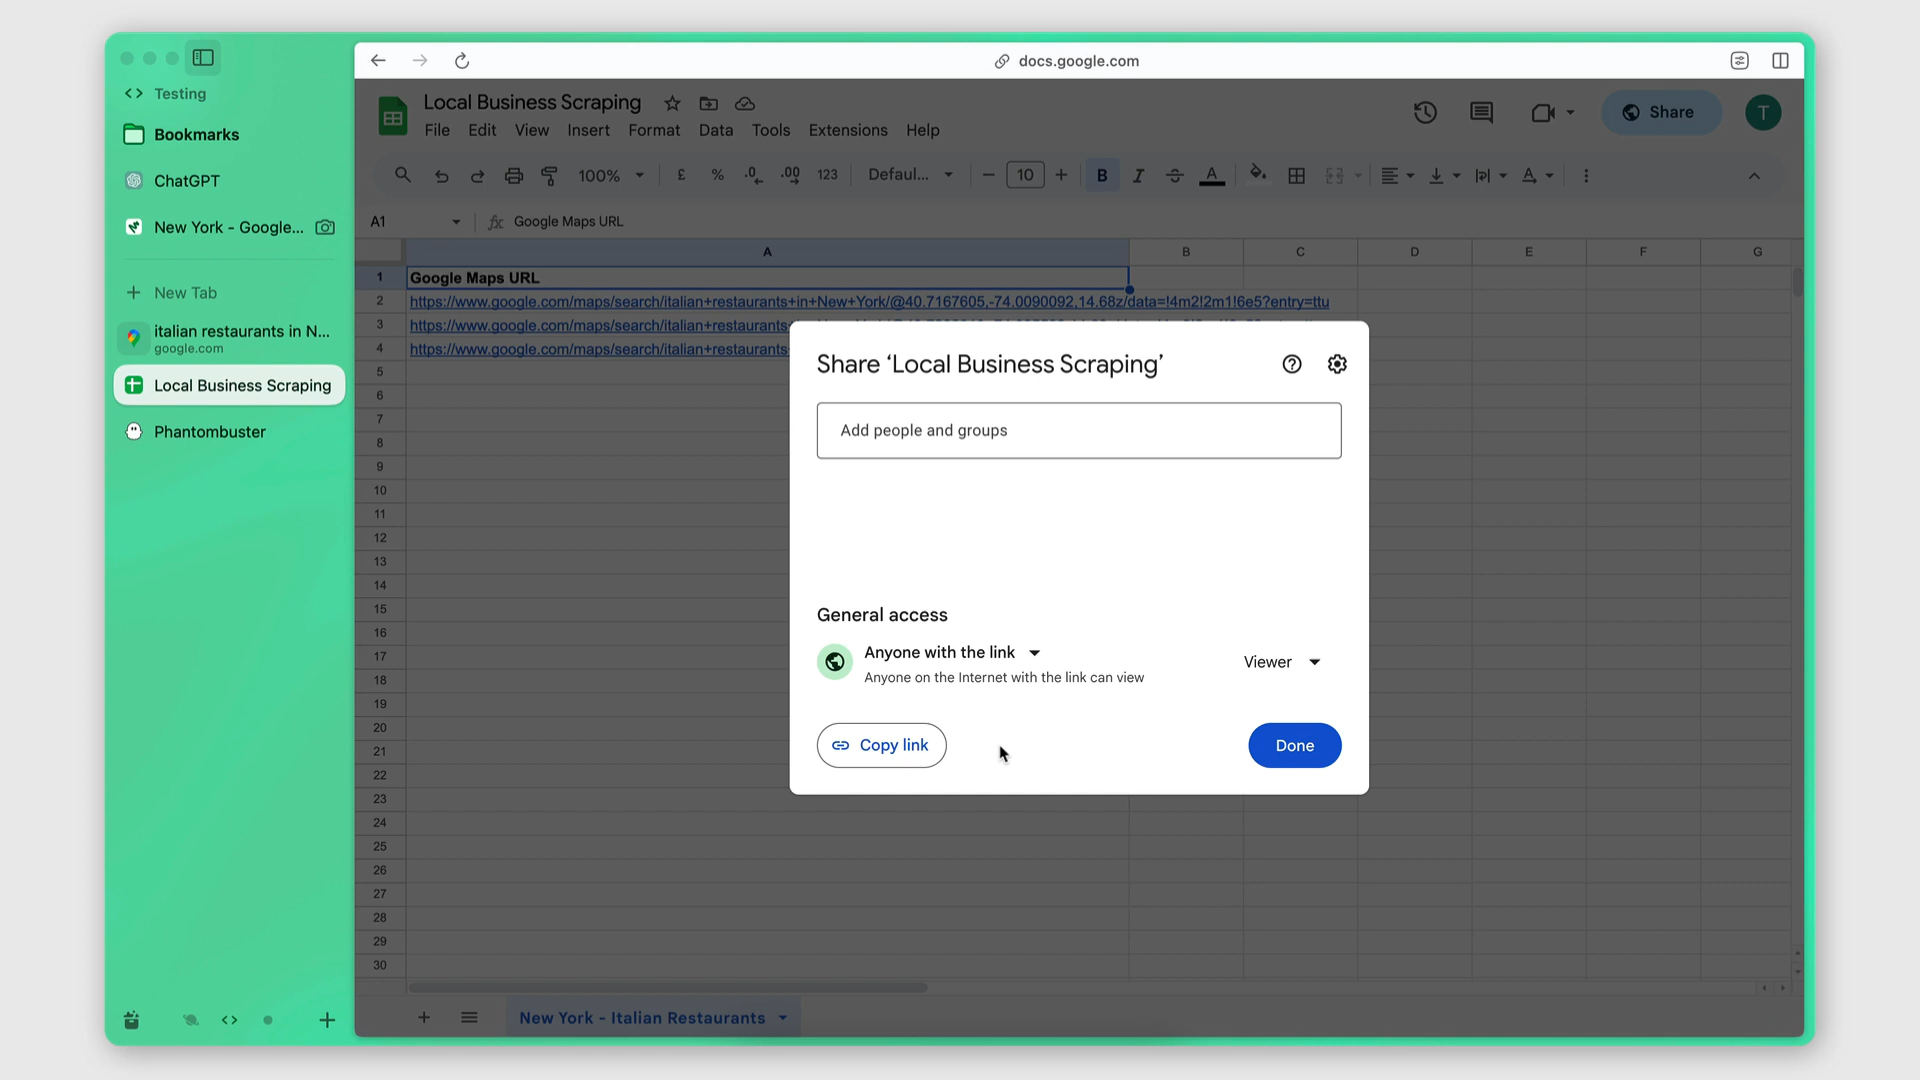 docs.google.com
Testing
Bookmarks
ChatGPT
New York - Google...
New Tab
italian restaurants in N...
google.com
Local Business Scraping
Phantombuster
Local Business Scraping
File Edit View Insert Format Data Tools Extensions Help
Share
T
100% £ % .0 .00 123 Defaul... 10 B I A
A1 fx Google Maps URL
A B C D E F G
1 Google Maps URL
2 https://www.google.com/maps/search/italian+restaurants+in+New+York/@40.7167605,-74.0090092,14.68z/data=!4m2!2m1!6e5?entry=ttu
3 https://www.google.com/maps/search/italian+restaurants
4 https://www.google.com/maps/search/italian+restaurants
5
6
7
8
9
10
11
12
13
14
15
16
17
18
19
20
21
22
23
24
25
26
27
28
29
30
Share ‘Local Business Scraping’
Add people and groups
General access
Anyone with the link
Anyone on the Internet with the link can view
Viewer
Copy link
Done
New York - Italian Restaurants